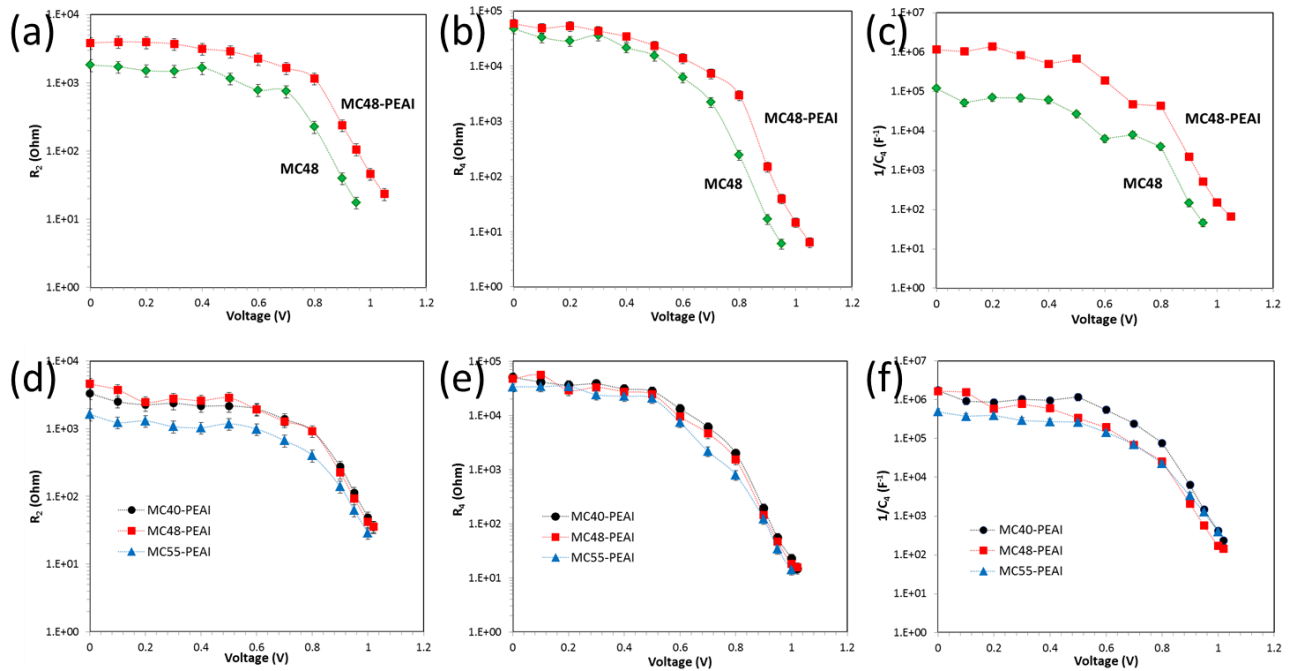 (a)
1.E+04
1.E+03
1.E+02
1.E+01
1.E+00
R2 (Ohm)
MC48-PEAI
MC48
0 0.2 0.4 0.6 0.8 1 1.2
Voltage (V)
(b)
1.E+05
1.E+04
1.E+03
1.E+02
1.E+01
1.E+00
R4 (Ohm)
MC48-PEAI
MC48
0 0.2 0.4 0.6 0.8 1 1.2
Voltage (V)
(c)
1.E+07
1.E+06
1.E+05
1.E+04
1.E+03
1.E+02
1.E+01
1.E+00
1/C4 (F-1)
MC48-PEAI
MC48
0 0.2 0.4 0.6 0.8 1 1.2
Voltage (V)
(d)
1.E+04
1.E+03
1.E+02
1.E+01
1.E+00
R2 (Ohm)
MC40-PEAI
MC48-PEAI
MC55-PEAI
0 0.2 0.4 0.6 0.8 1 1.2
Voltage (V)
(e)
1.E+05
1.E+04
1.E+03
1.E+02
1.E+01
1.E+00
R4 (Ohm)
MC40-PEAI
MC48-PEAI
MC55-PEAI
0 0.2 0.4 0.6 0.8 1 1.2
Voltage (V)
(f)
1.E+07
1.E+06
1.E+05
1.E+04
1.E+03
1.E+02
1.E+01
1.E+00
1/C4 (F-1)
MC40-PEAI
MC48-PEAI
MC55-PEAI
0 0.2 0.4 0.6 0.8 1 1.2
Voltage (V)